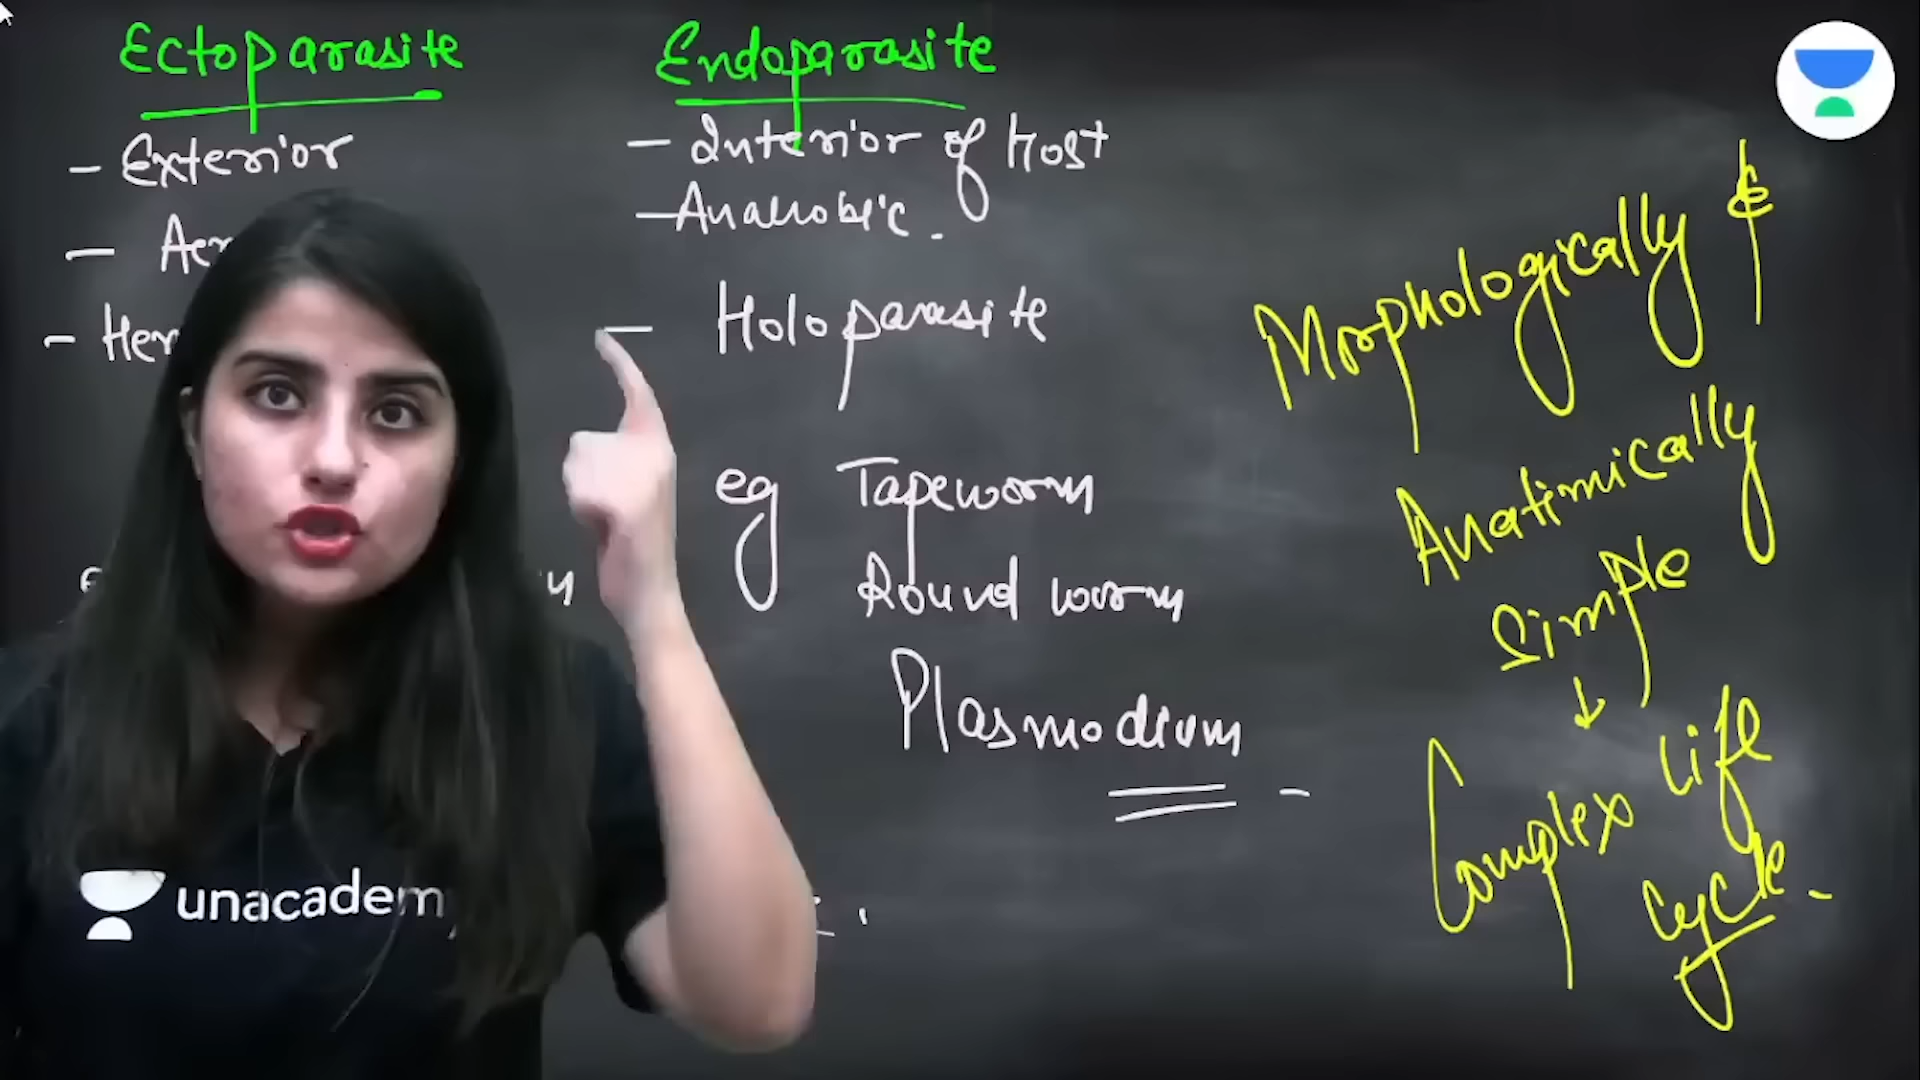 Ectoparasite
- Exterior
- Aer
- Her
Endoparasite
- Interior of Host
- Anaerobic.
- Holoparasite
eg Tapeworm
Round worm
Plasmodium
Morphologically &
Anatimically
Simple
↓
Complex Life
Cycle.
unacadem